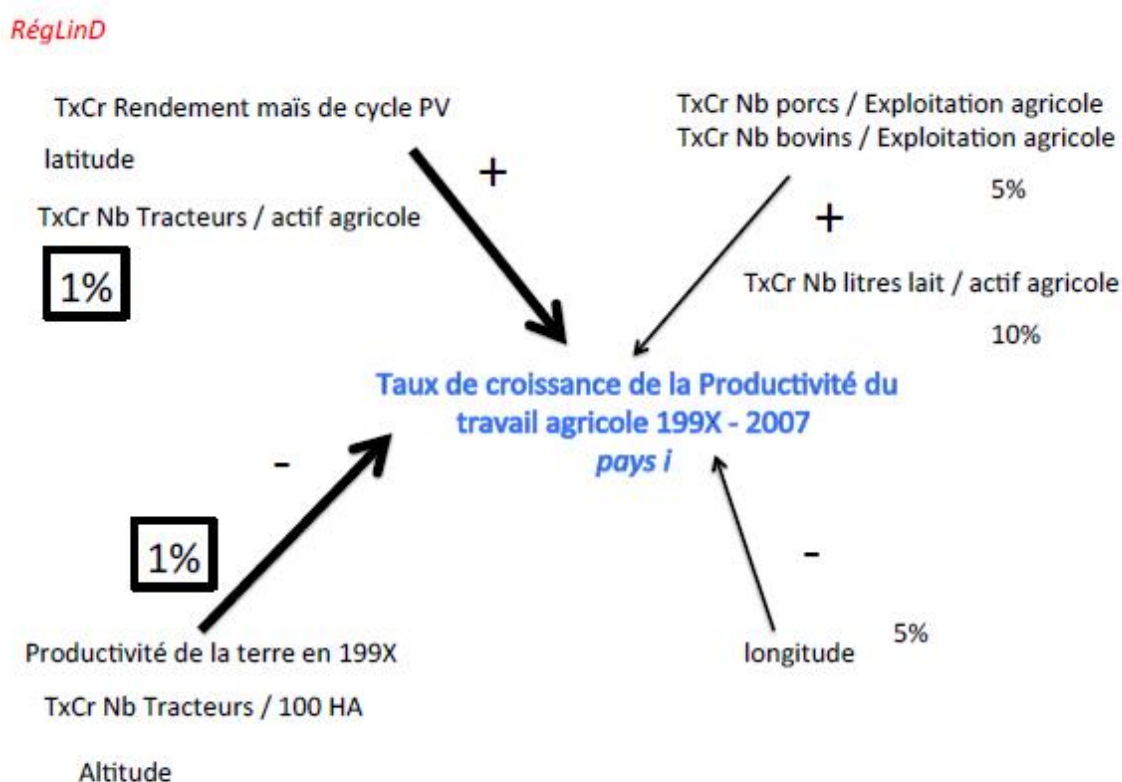 RégLinD
TxCr Rendement maïs de cycle PV
latitude
TxCr Nb Tracteurs / actif agricole
1%
+
TxCr Nb porcs / Exploitation agricole
TxCr Nb bovins / Exploitation agricole
5%
+
TxCr Nb litres lait / actif agricole
10%
Taux de croissance de la Productivité du
travail agricole 199X - 2007
pays i
-
1%
Productivité de la terre en 199X
TxCr Nb Tracteurs / 100 HA
Altitude
-
longitude
5%